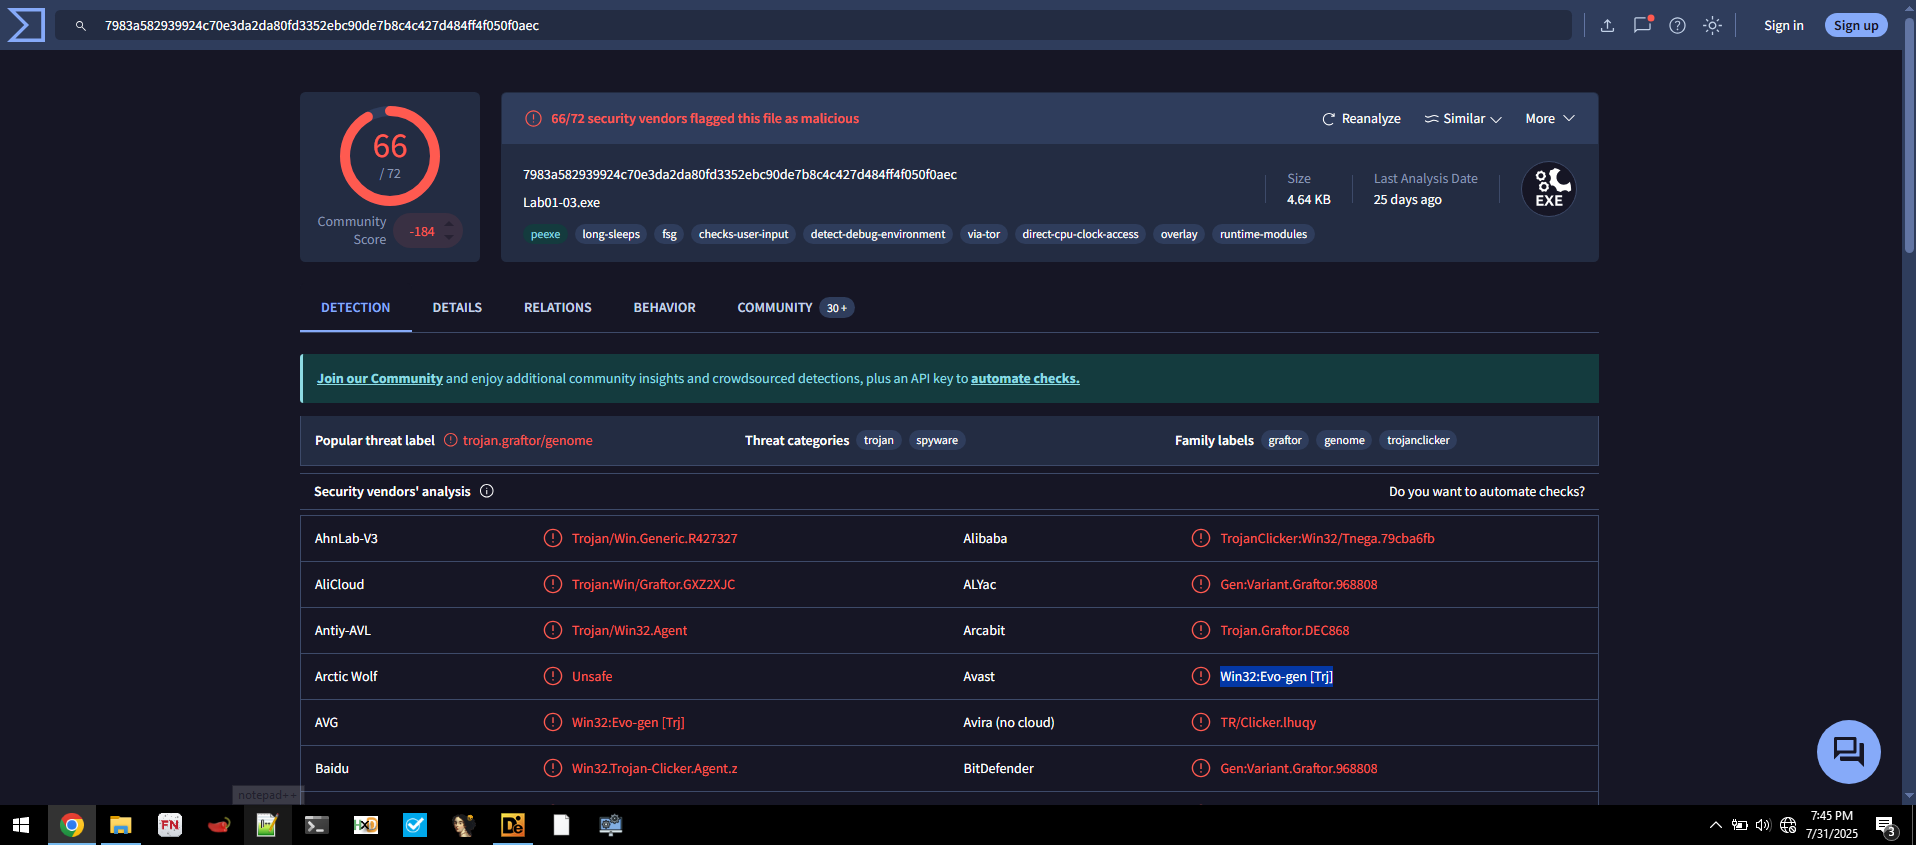 7983a582939924c70e3da2da80fd3352ebc90de7b8c4c427d484ff4f050f0aec
Sign in
Sign up
66
/ 72
Community Score
-184
66/72 security vendors flagged this file as malicious
Reanalyze
Similar
More
7983a582939924c70e3da2da80fd3352ebc90de7b8c4c427d484ff4f050f0aec
Lab01-03.exe
Size
4.64 KB
Last Analysis Date
25 days ago
EXE
peexe long-sleeps fsg checks-user-input detect-debug-environment via-tor direct-cpu-clock-access overlay runtime-modules
DETECTION DETAILS RELATIONS BEHAVIOR COMMUNITY 30+
Join our Community and enjoy additional community insights and crowdsourced detections, plus an API key to automate checks.
Popular threat label trojan.graftor/genome Threat categories trojan spyware Family labels graftor genome trojanclicker
Security vendors' analysis Do you want to automate checks?
AhnLab-V3 Trojan/Win.Generic.R427327 Alibaba TrojanClicker:Win32/Tnega.79cba6fb
AliCloud Trojan:Win/Graftor.GXZ2XJC ALYac Gen:Variant.Graftor.968808
Antiy-AVL Trojan/Win32.Agent Arcabit Trojan.Graftor.DEC868
Arctic Wolf Unsafe Avast Win32:Evo-gen [Trj]
AVG Win32:Evo-gen [Trj] Avira (no cloud) TR/Clicker.lhuqy
Baidu Win32.Trojan-Clicker.Agent.z BitDefender Gen:Variant.Graftor.968808
notepad++
FN
HXD
De
7:45 PM
7/31/2025
3